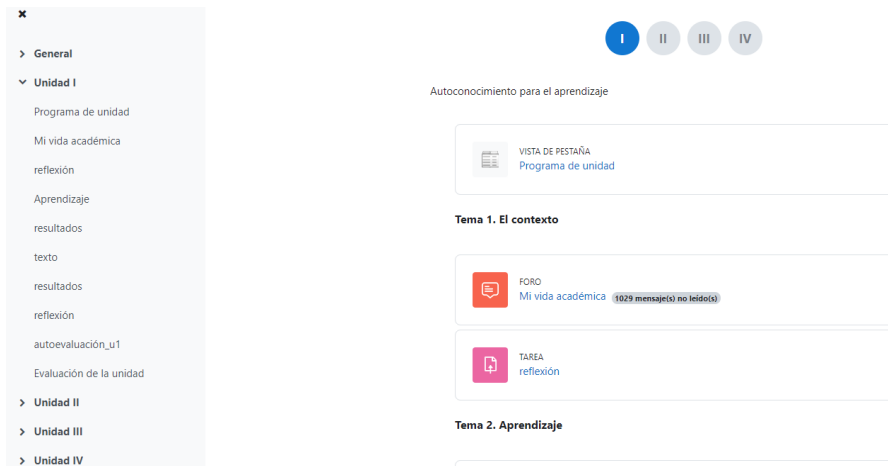 General
Unidad I
Programa de unidad
Mi vida académica
reflexión
Aprendizaje
resultados
texto
resultados
reflexión
autoevaluación_u1
Evaluación de la unidad
Unidad II
Unidad III
Unidad IV
I II III IV
Autoconocimiento para el aprendizaje
VISTA DE PESTAÑA
Programa de unidad
Tema 1. El contexto
FORO
Mi vida académica 1029 mensaje(s) no leído(s)
TAREA
reflexión
Tema 2. Aprendizaje